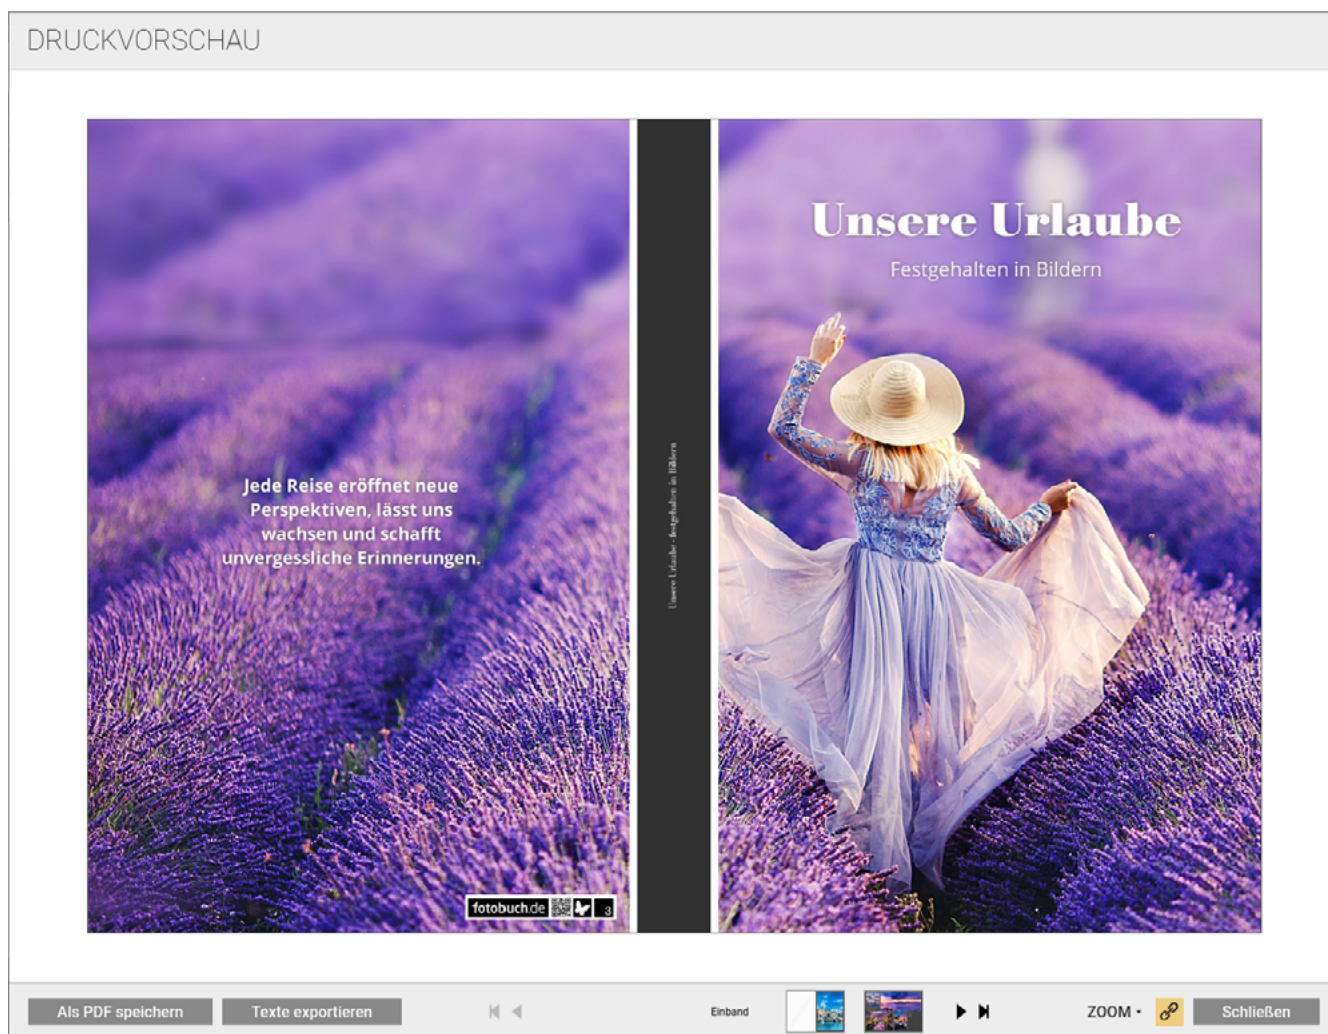 DRUCKVORSCHAU
Unsere Urlaube
Festgehalten in Bildern
Jede Reise eröffnet neue
Perspektiven, lässt uns
wachsen und schafft
unvergessliche Erinnerungen.
Unsere Urlaube - festgehalten in Bildern
fotobuch.de 3
Als PDF speichern
Texte exportieren
Einband
ZOOM
Schließen